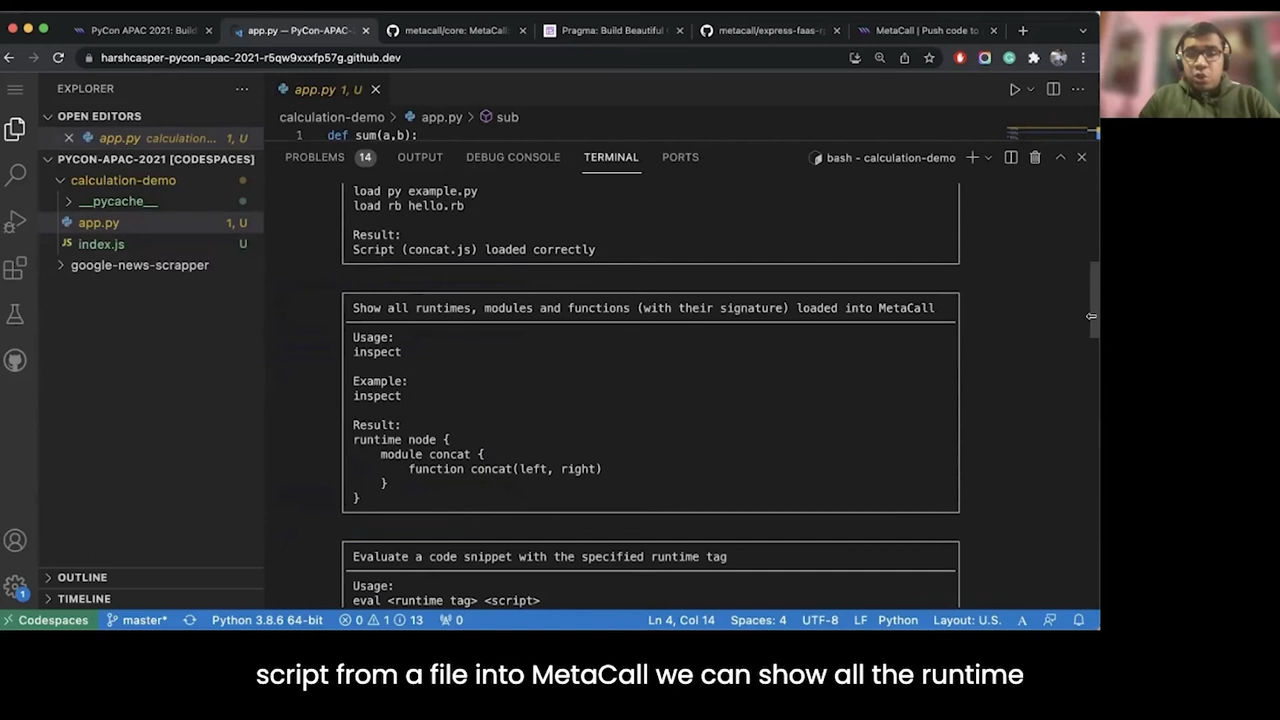 PyCon APAC 2021: Buil
app.py — PyCon-APAC-
metacall/core: MetaCall
Pragma: Build Beautiful
metacall/express-faas-r
MetaCall | Push code to
harshcasper-pycon-apac-2021-r5qw9xxxfp57g.github.dev
EXPLORER
OPEN EDITORS
app.py calculation... 1, U
PYCON-APAC-2021 [CODESPACES]
calculation-demo
__pycache__
app.py 1, U
index.js U
google-news-scrapper
OUTLINE
TIMELINE
app.py 1, U
calculation-demo > app.py > sub
1 def sum(a,b):
PROBLEMS 14 OUTPUT DEBUG CONSOLE TERMINAL PORTS
bash - calculation-demo
load py example.py
load rb hello.rb
Result:
Script (concat.js) loaded correctly
Show all runtimes, modules and functions (with their signature) loaded into MetaCall
Usage:
inspect
Example:
inspect
Result:
runtime node {
module concat {
function concat(left, right)
}
}
Evaluate a code snippet with the specified runtime tag
Usage:
eval <runtime tag> <script>
1
Codespaces master* Python 3.8.6 64-bit 0 1 13 0 Ln 4, Col 14 Spaces: 4 UTF-8 LF Python Layout: U.S.
script from a file into MetaCall we can show all the runtime